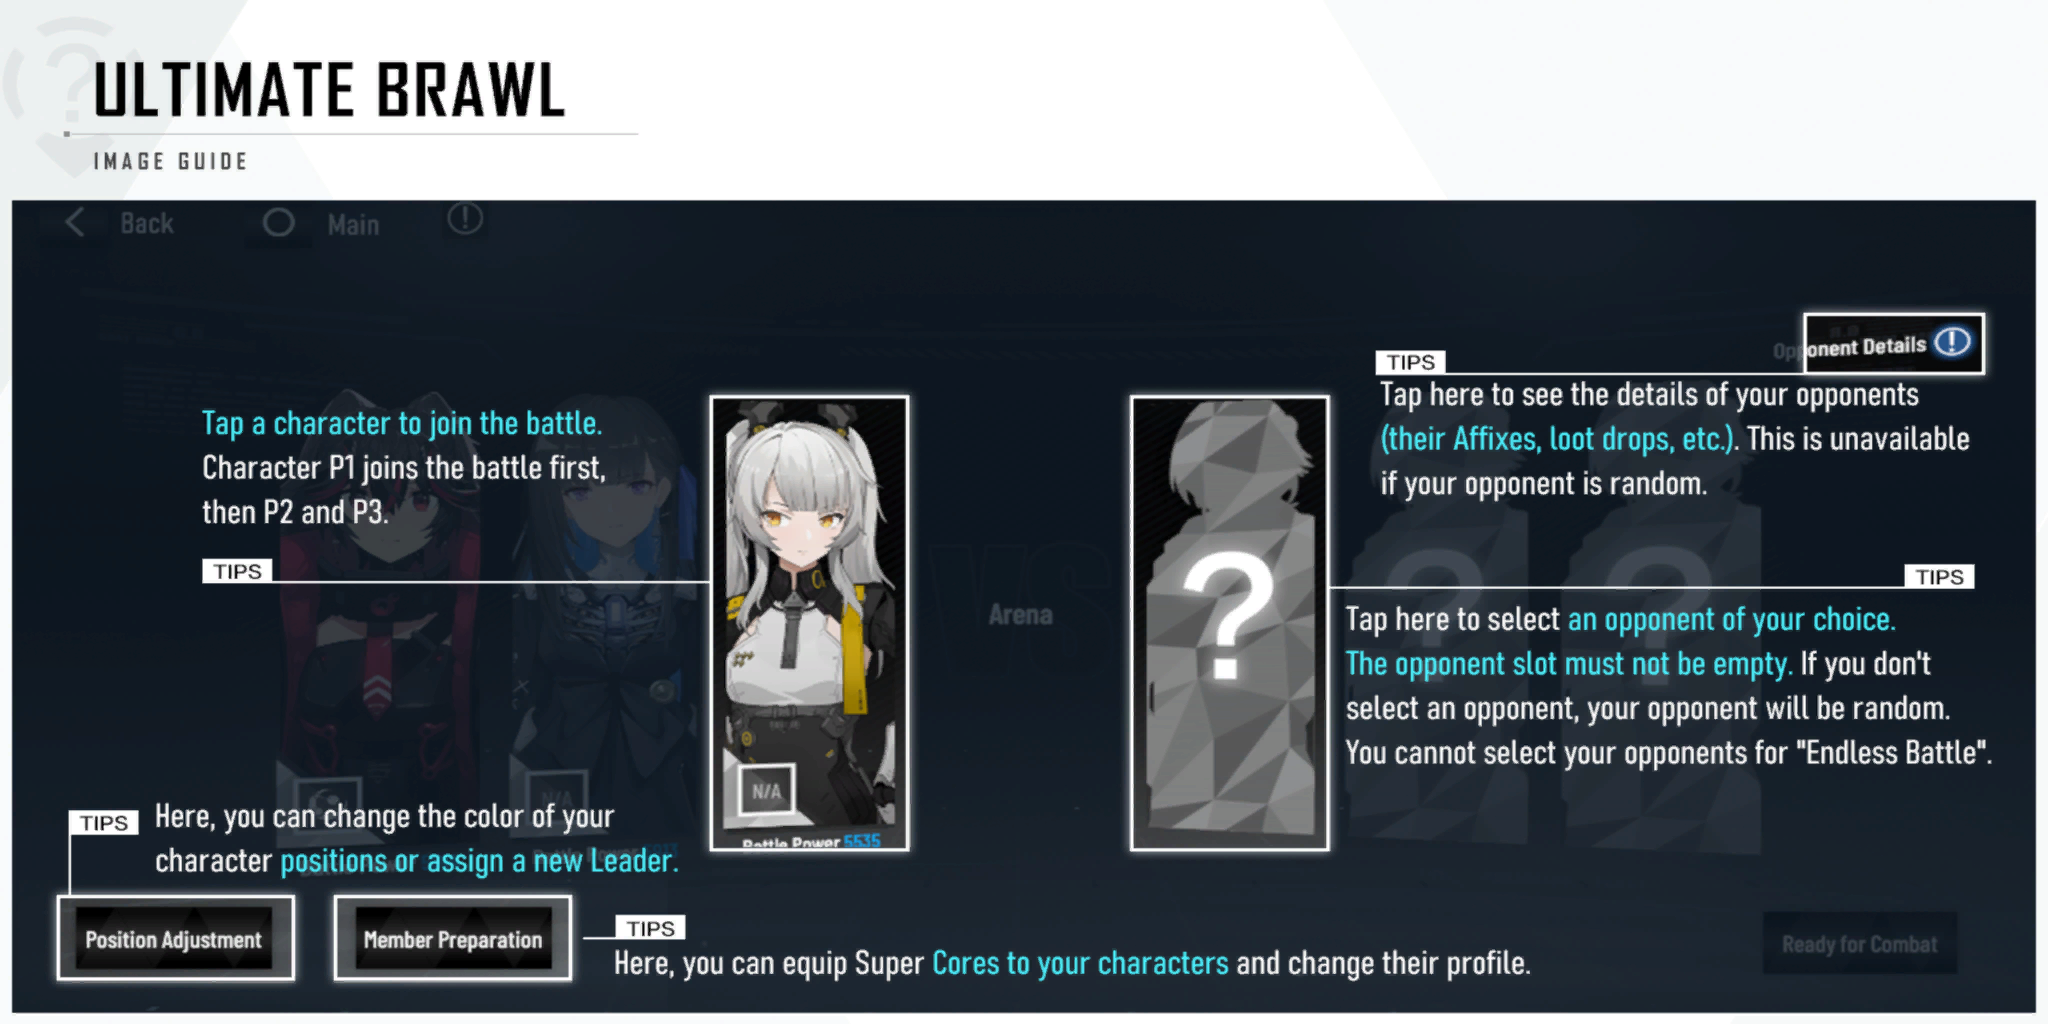 ULTIMATE BRAWL
IMAGE GUIDE
Back
Main
Opponent Details
TIPS
Tap here to see the details of your opponents
(their Affixes, loot drops, etc.). This is unavailable
if your opponent is random.
Tap a character to join the battle.
Character P1 joins the battle first,
then P2 and P3.
TIPS
Arena
TIPS
Tap here to select an opponent of your choice.
The opponent slot must not be empty. If you don't
select an opponent, your opponent will be random.
You cannot select your opponents for "Endless Battle".
N/A
N/A
Battle Power 5535
TIPS
Here, you can change the color of your
character positions or assign a new Leader.
Position Adjustment
Member Preparation
TIPS
Here, you can equip Super Cores to your characters and change their profile.
Ready for Combat